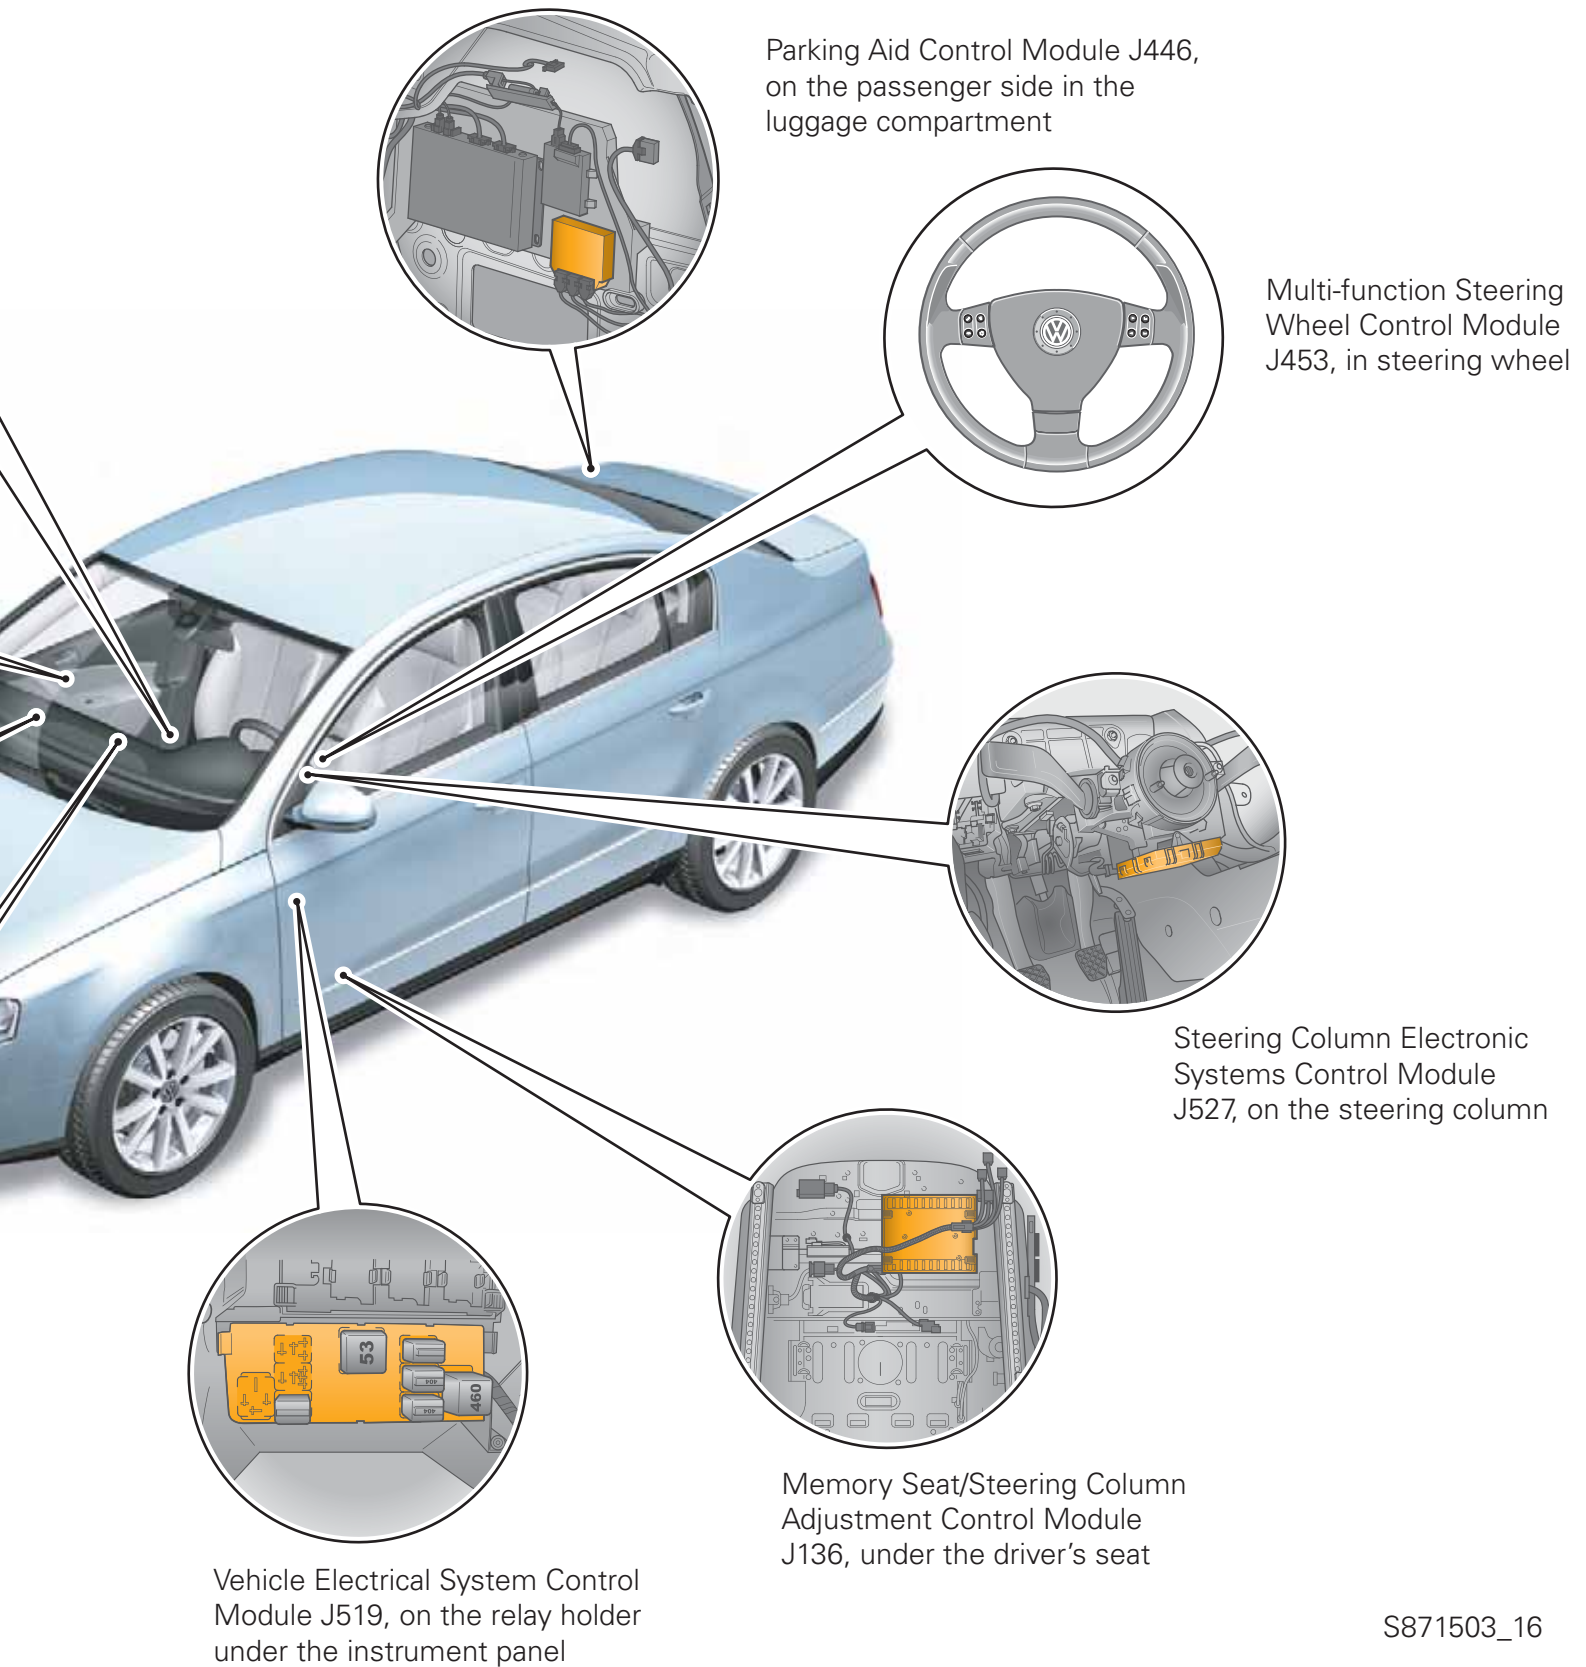 Parking Aid Control Module J446,
on the passenger side in the
luggage compartment
Multi-function Steering
Wheel Control Module
J453, in steering wheel
Steering Column Electronic
Systems Control Module
J527, on the steering column
53
404
404
460
Memory Seat/Steering Column
Adjustment Control Module
J136, under the driver’s seat
Vehicle Electrical System Control
Module J519, on the relay holder
under the instrument panel
S871503_16